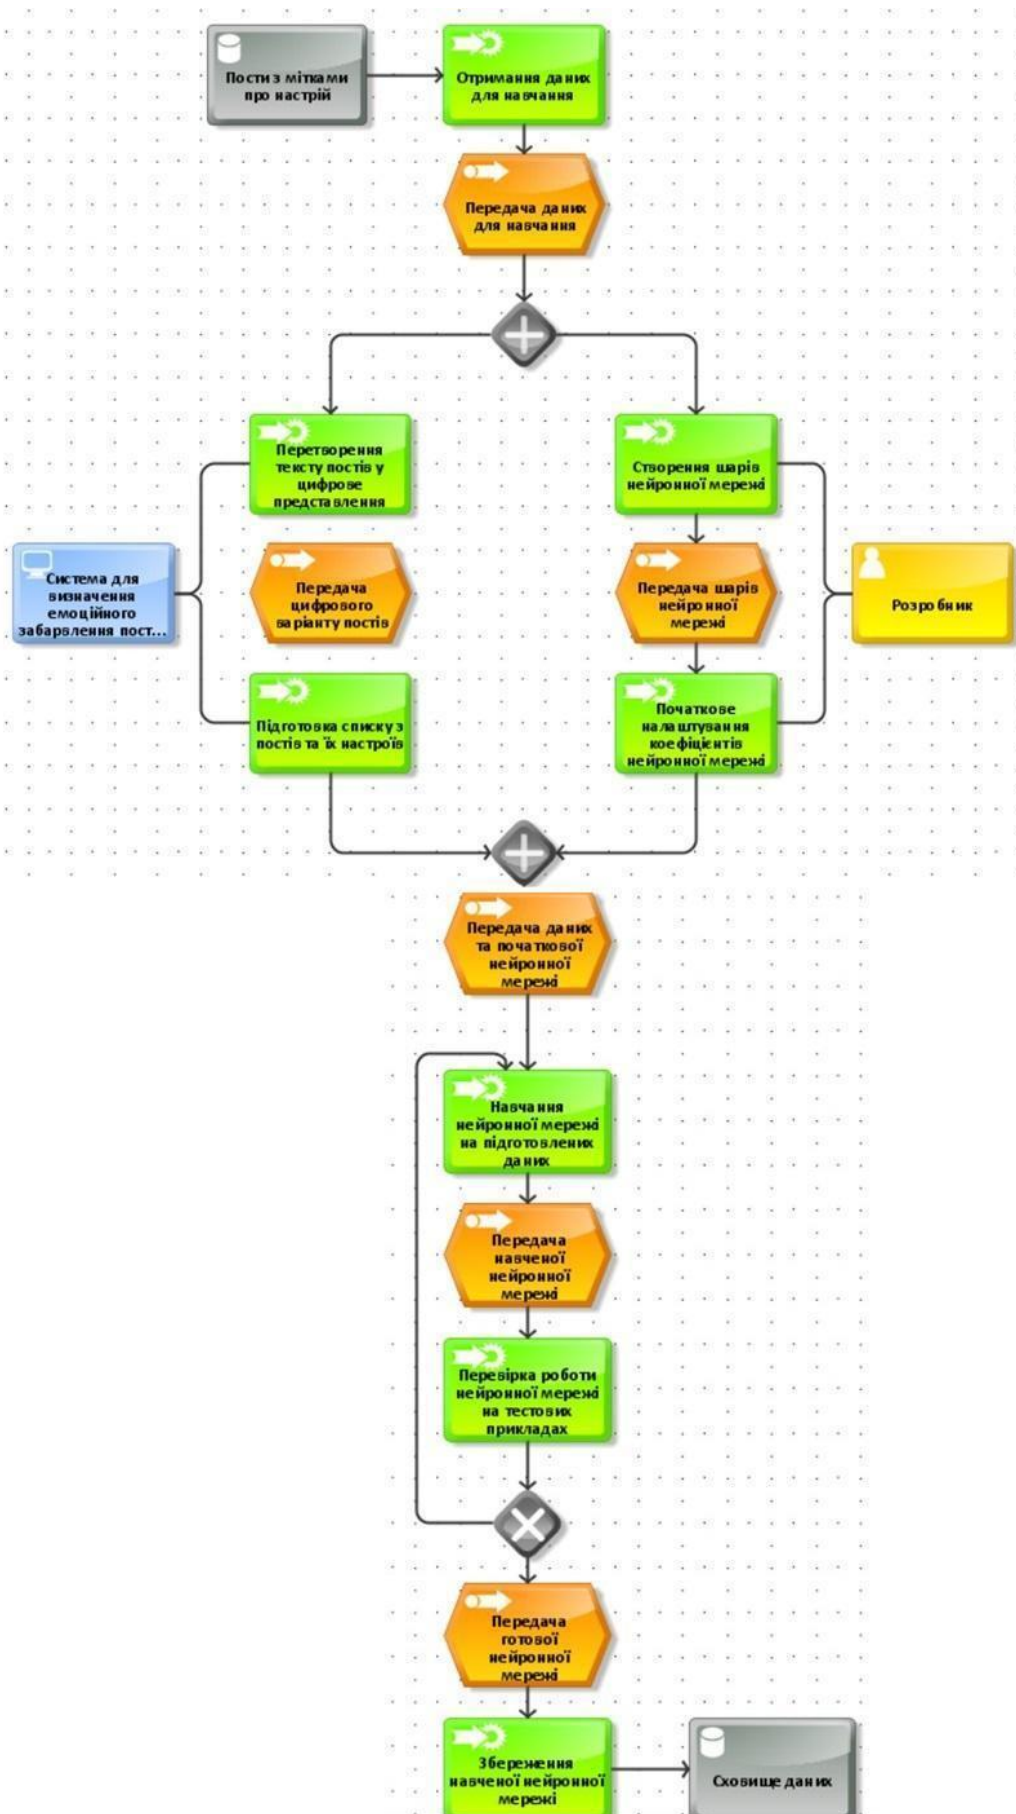 Пости з мітками
про настрій
Отримання даних
для навчання
Передача даних
для навчання
Перетворення
тексту постів у
цифрове
представлення
Створення шарів
нейронної мережі
Система для
визначення
емоційного
забарвлення пост...
Передача
цифрового
варіанту постів
Передача шарів
нейронної
мережі
Розробник
Підготовка списку з
постів та їх настроїв
Початкове
налаштування
коефіцієнтів
нейронної мережі
Передача даних
та початкової
нейронної
мережі
Навчання
нейронної мережі
на підготовлених
даних
Передача
навченої
нейронної
мережі
Перевірка роботи
нейронної мережі
на тестових
прикладах
Передача
готової
нейронної
мережі
Збереження
навченої нейронної
мережі
Сховище даних